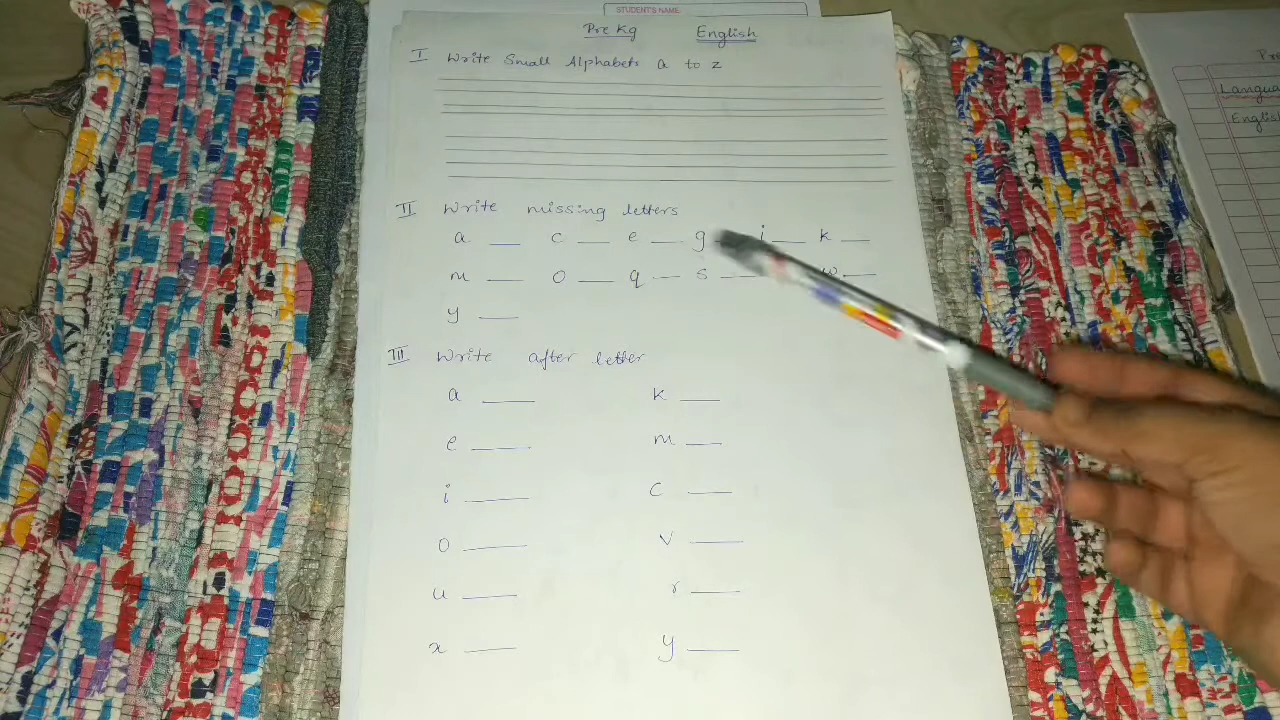 STUDENT'S NAME:
Pre Kg English
I Write Small Alphabets a to z
II Write missing letters
a __ c __ e __ g i __ k __
m __ o __ q __ s __ w __
y __
III Write after letter
a __ k __
e __ m __
i __ c __
o __ v __
u __ r __
x __ y __
Langua
English